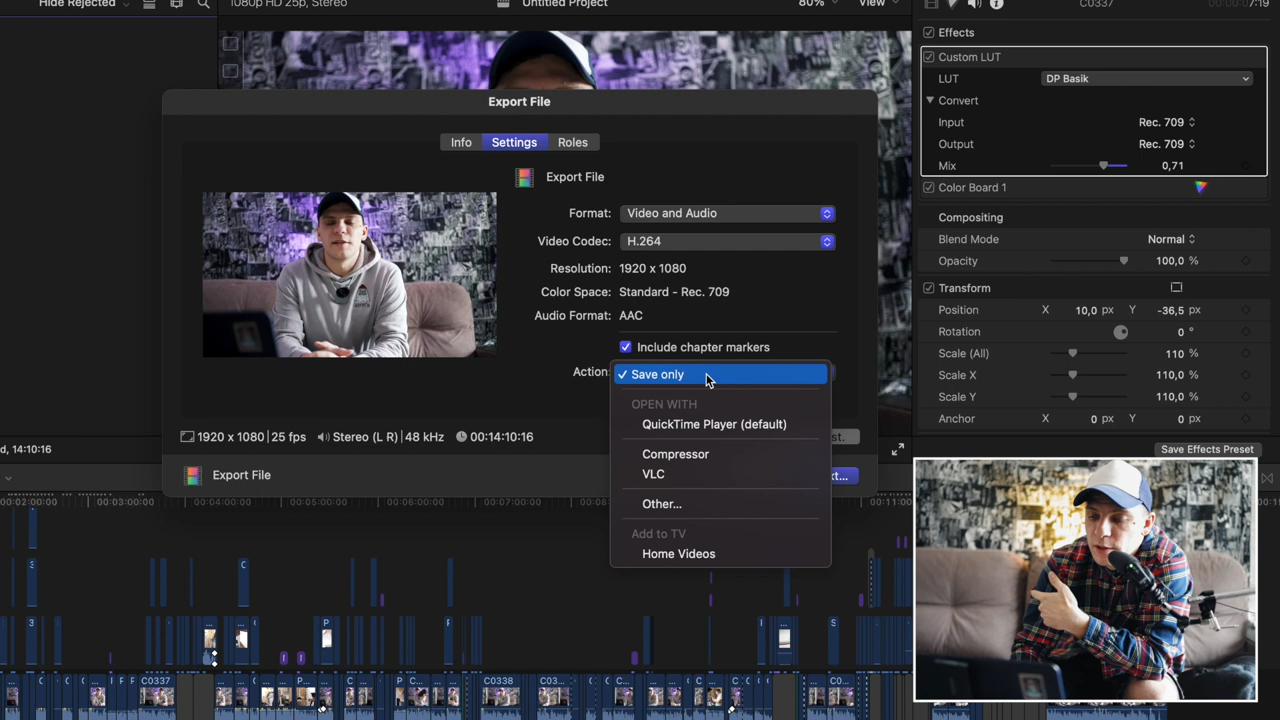 Hide Rejected
1080p HD 25p, Stereo
Untitled Project
80%
View
C0337
7:19
Effects
Custom LUT
LUT
DP Basik
Convert
Input
Rec. 709
Output
Rec. 709
Mix
0,71
Color Board 1
Compositing
Blend Mode
Normal
Opacity
100,0 %
Transform
Position X 10,0 px Y -36,5 px
Rotation 0 °
Scale (All) 110 %
Scale X 110,0 %
Scale Y 110,0 %
Anchor X 0 px Y 0 px
Save Effects Preset
Export File
Info
Settings
Roles
Export File
Format: Video and Audio
Video Codec: H.264
Resolution: 1920 x 1080
Color Space: Standard - Rec. 709
Audio Format: AAC
Include chapter markers
Action:
Save only
OPEN WITH
QuickTime Player (default)
Compressor
VLC
Other...
Add to TV
Home Videos
1920 x 1080 | 25 fps
Stereo (L R) | 48 kHz
00:14:10:16
Export File
d, 14:10:16
00:02:00:00
00:03:00:00
00:04:00:00
00:05:00:00
00:06:00:00
00:07:00:00
C0337
C0338